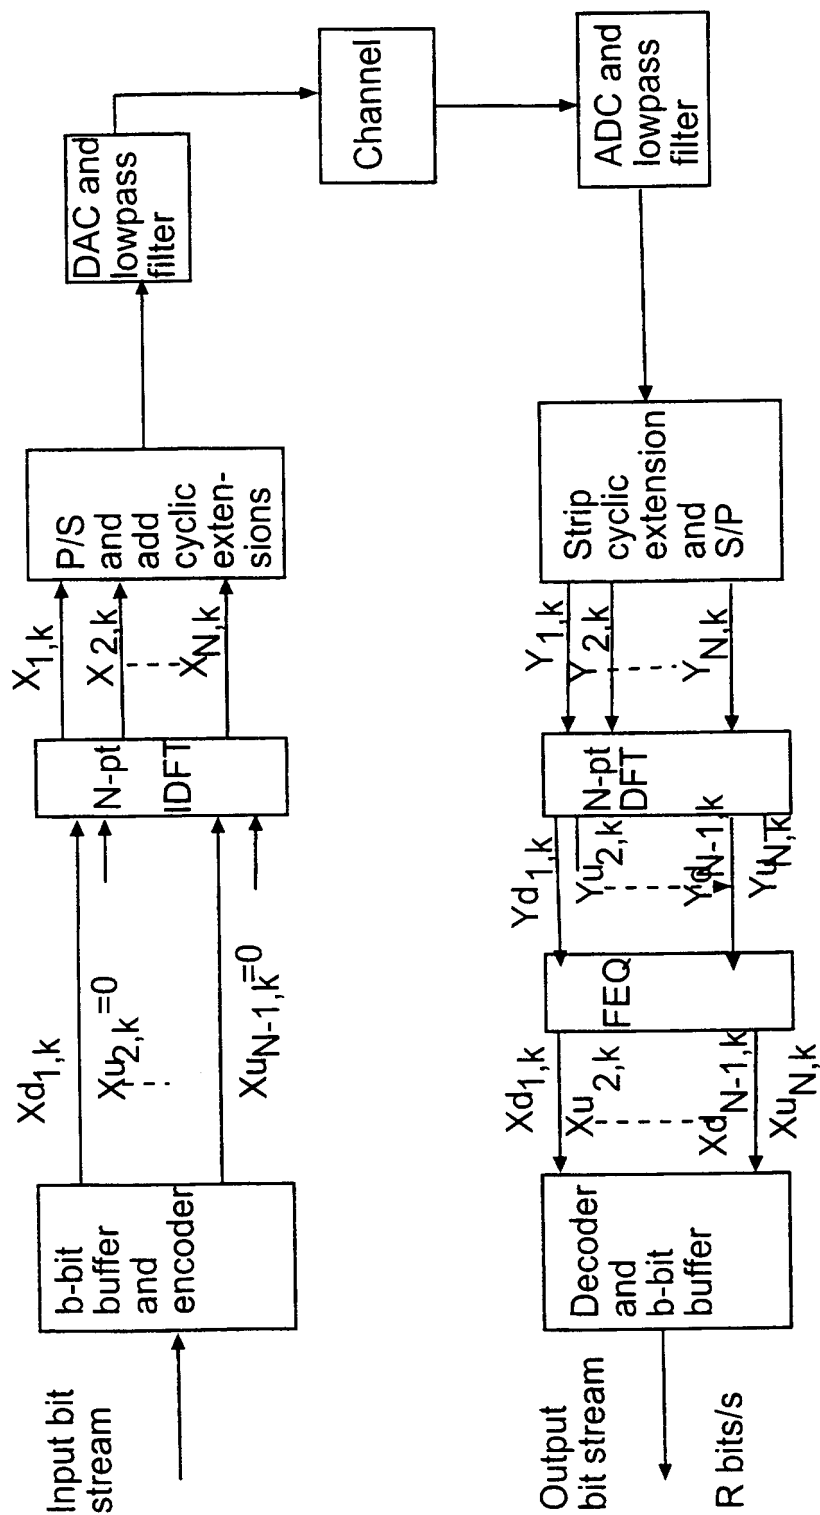 Input bit
stream
b-bit
buffer
and
encoder
Xd1,k
Xu2,k=0
XuN-1,k=0
N-pt
IDFT
X1,k
X2,k
XN,k
P/S
and
add
cyclic
exten-
sions
DAC and
lowpass
filter
Channel
ADC and
lowpass
filter
Strip
cyclic
extension
and
S/P
Y1,k
Y2,k
YN,k
N-pt
DFT
Yd1,k
Yu2,k
YdN-1,k
YuN,k
FEQ
Xd1,k
Xu2,k
XdN-1,k
XuN,k
Decoder
and
b-bit
buffer
Output
bit stream
R bits/s